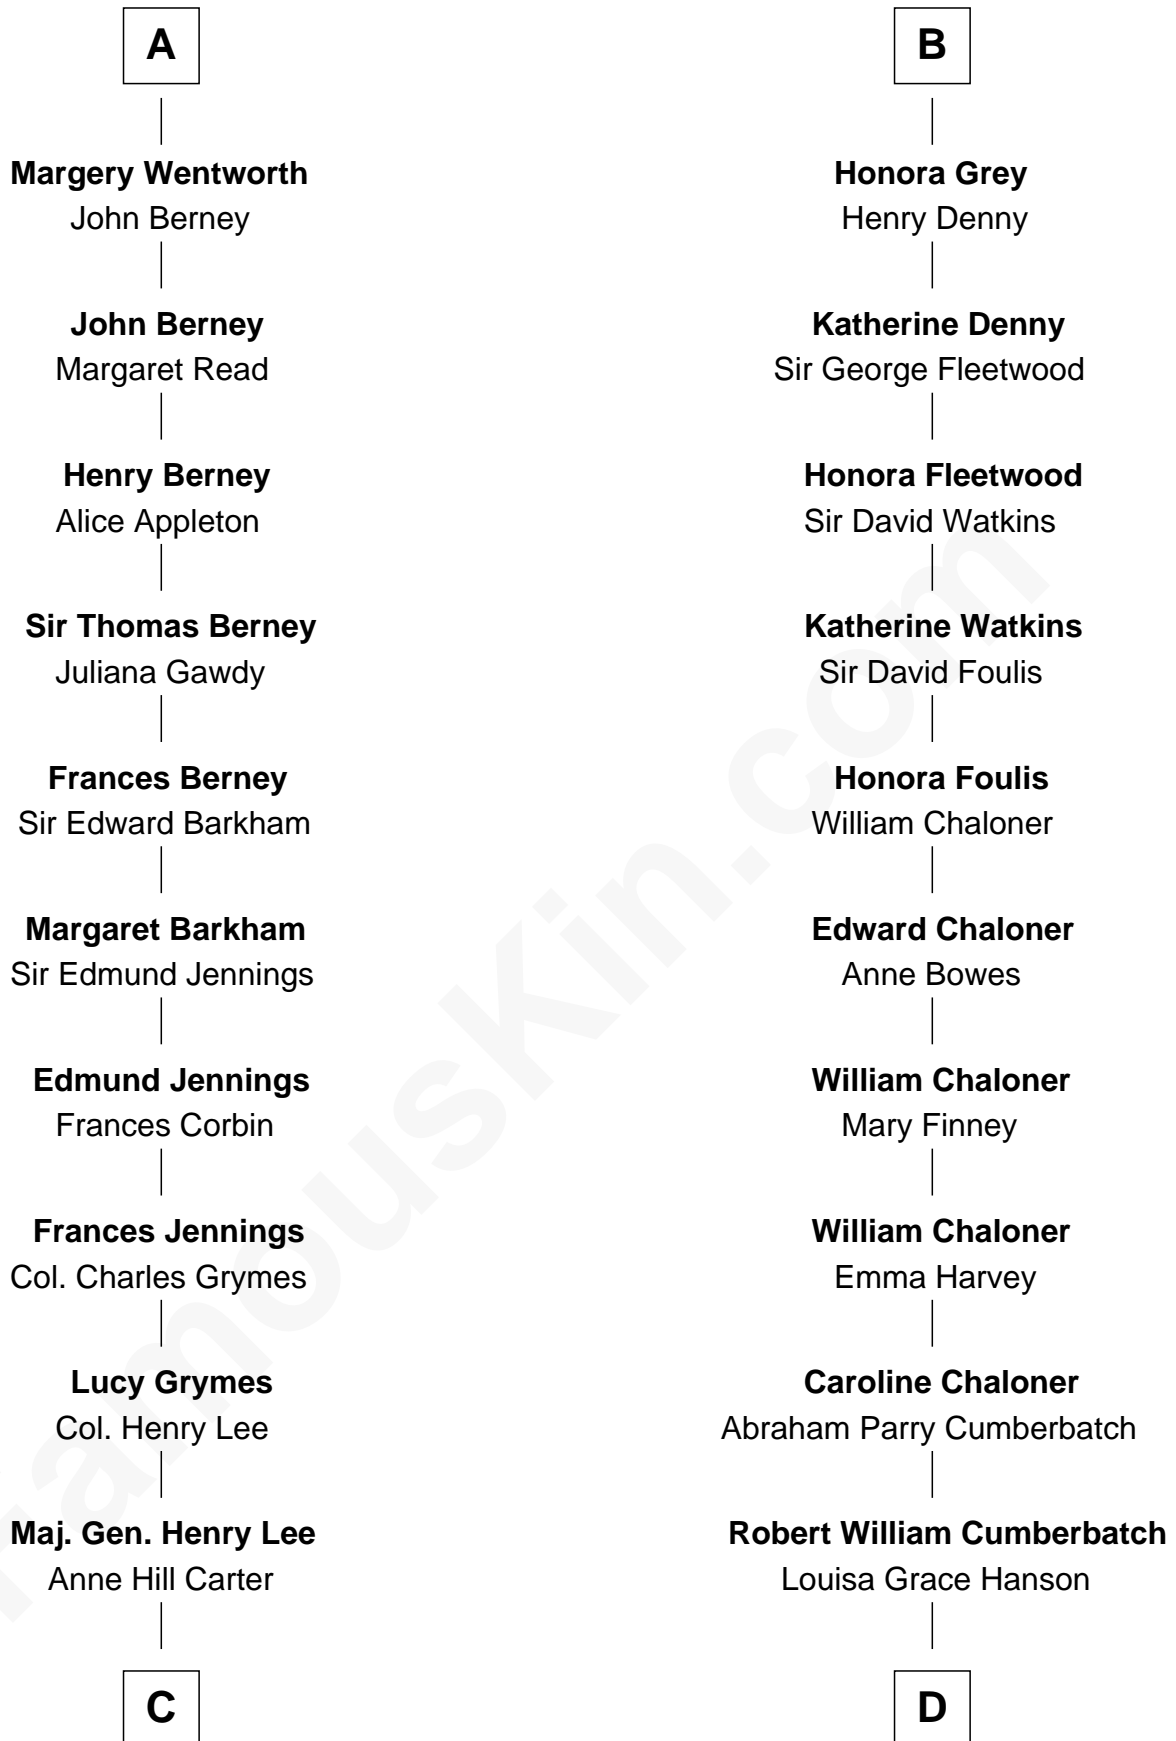 A
Margery Wentworth
John Berney
John Berney
Margaret Read
Henry Berney
Alice Appleton
Sir Thomas Berney
Juliana Gawdy
Frances Berney
Sir Edward Barkham
Margaret Barkham
Sir Edmund Jennings
Edmund Jennings
Frances Corbin
Frances Jennings
Col. Charles Grymes
Lucy Grymes
Col. Henry Lee
Maj. Gen. Henry Lee
Anne Hill Carter
C
B
Honora Grey
Henry Denny
Katherine Denny
Sir George Fleetwood
Honora Fleetwood
Sir David Watkins
Katherine Watkins
Sir David Foulis
Honora Foulis
William Chaloner
Edward Chaloner
Anne Bowes
William Chaloner
Mary Finney
William Chaloner
Emma Harvey
Caroline Chaloner
Abraham Parry Cumberbatch
Robert William Cumberbatch
Louisa Grace Hanson
D
FamousKin.com